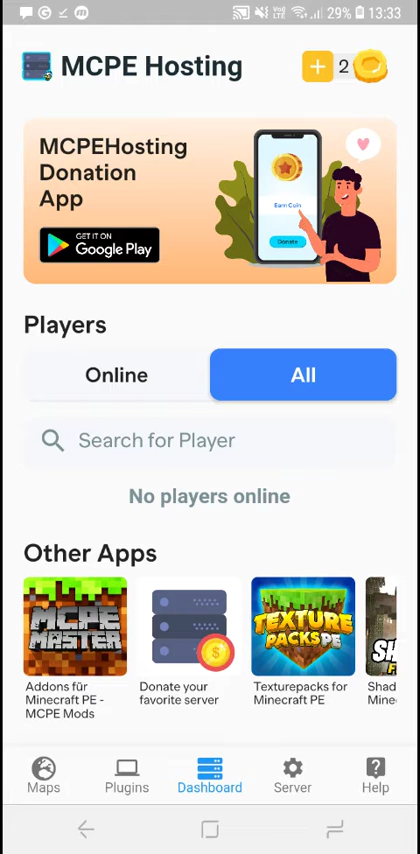 29% 13:33
MCPE Hosting
2
MCPEHosting
Donation
App
Earn Coin
Donate
GET IT ON
Google Play
Players
Online
All
Search for Player
No players online
Other Apps
MCPE
MASTER
TEXTURE
PACKS PE
Addons für
Minecraft PE -
MCPE Mods
Donate your
favorite server
Texturepacks for
Minecraft PE
Shad
Mine
Maps
Plugins
Dashboard
Server
Help